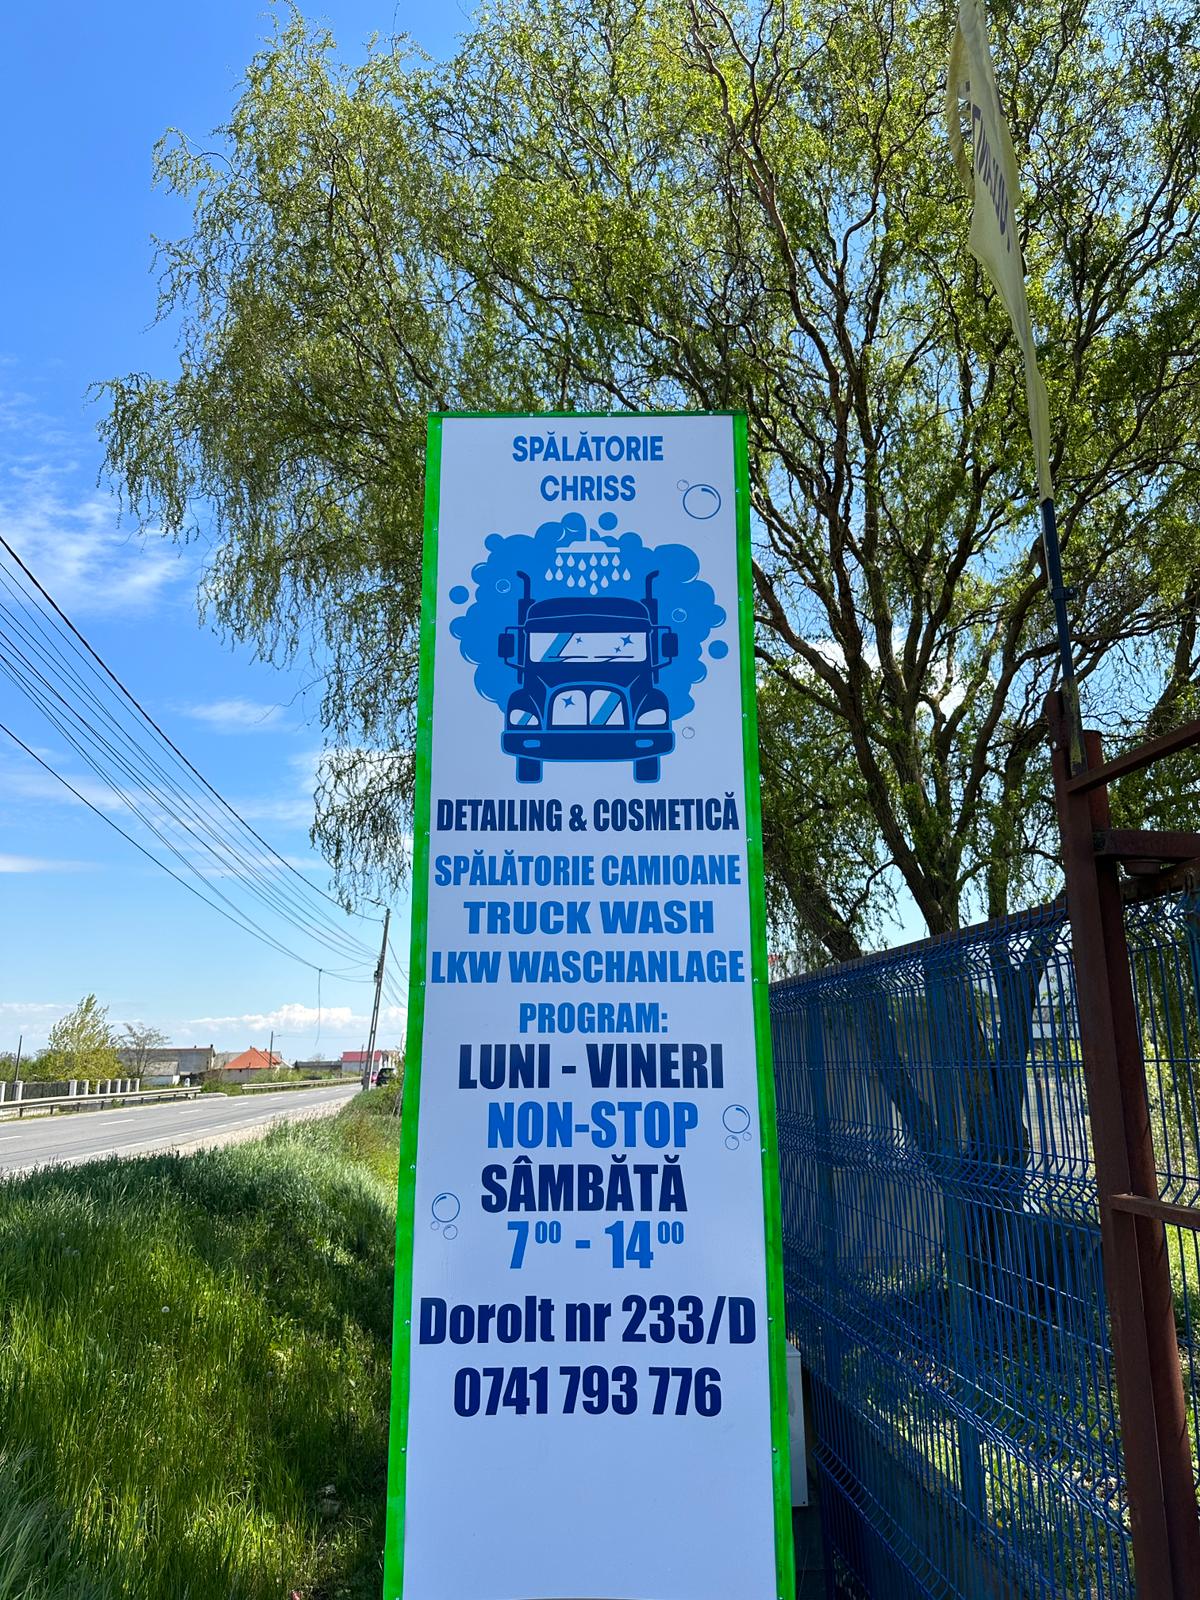 SPĂLĂTORIE
CHRISS
DETAILING & COSMETICĂ
SPĂLĂTORIE CAMIOANE
TRUCK WASH
LKW WASCHANLAGE
PROGRAM:
LUNI - VINERI
NON-STOP
SÂMBĂTĂ
7⁰⁰ - 14⁰⁰
Dorolt nr 233/D
0741 793 776